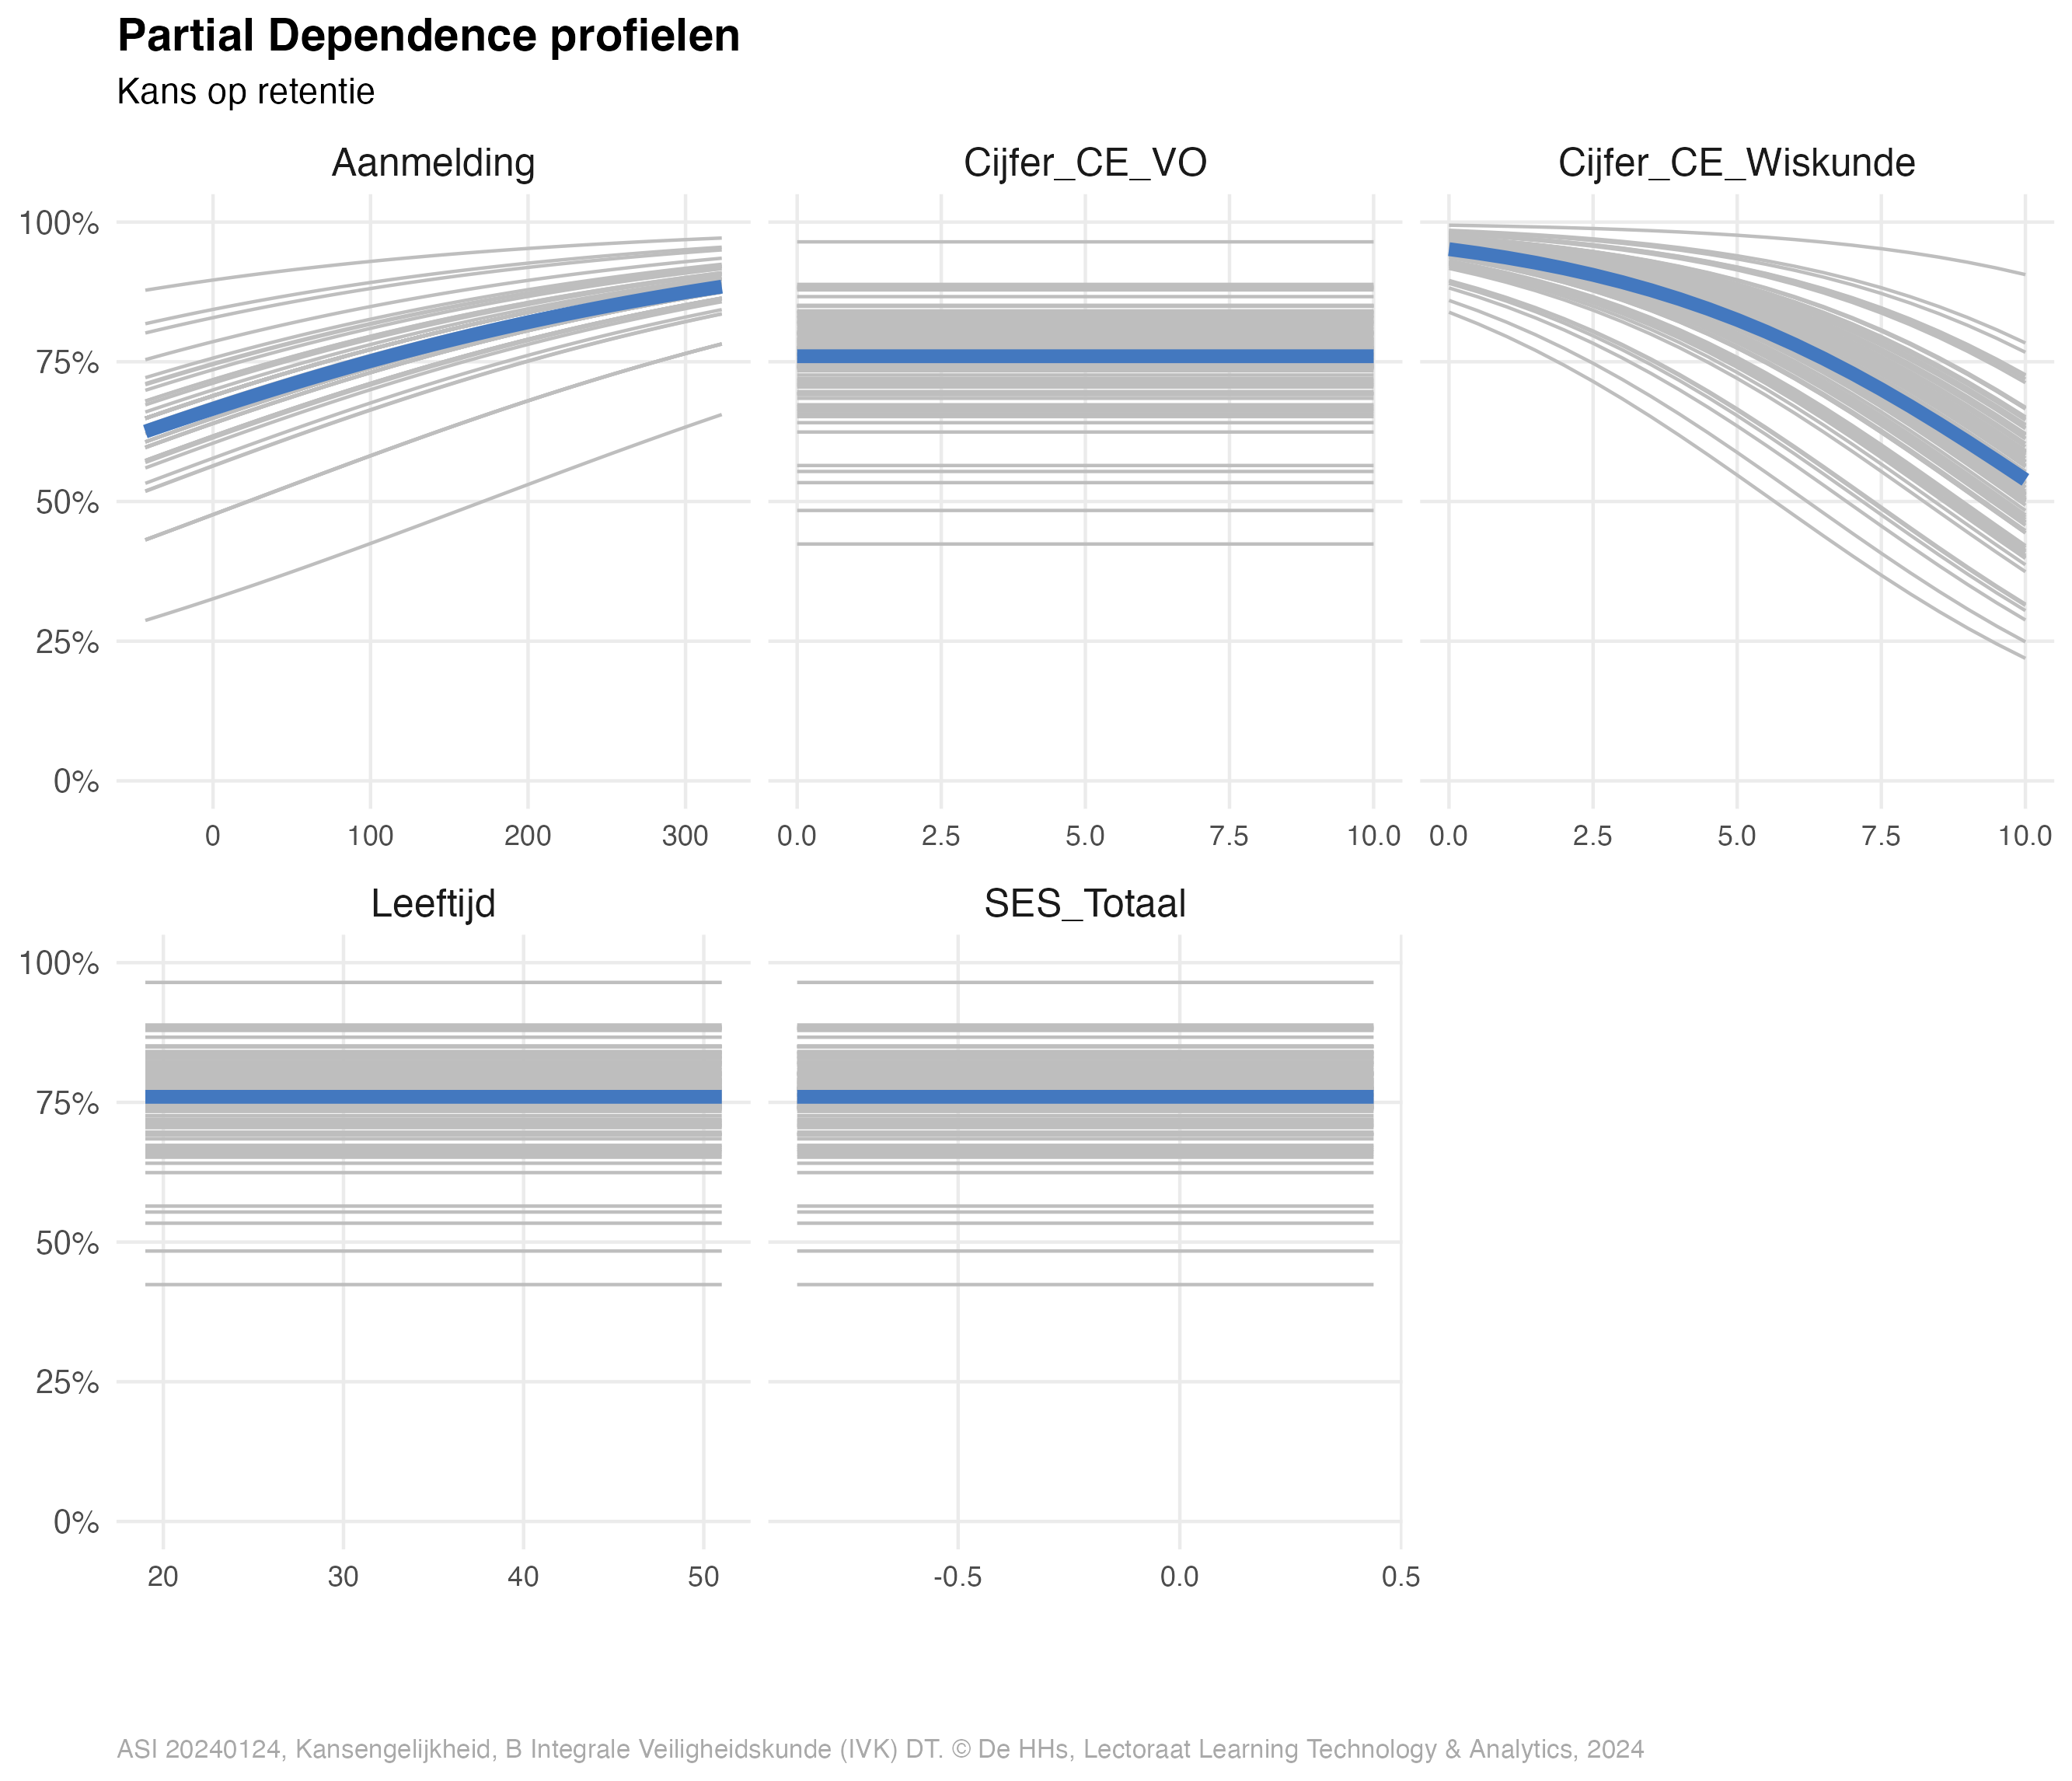 Partial Dependence profielen
Kans op retentie
Aanmelding
Cijfer_CE_VO
Cijfer_CE_Wiskunde
100%
75%
50%
25%
0%
0 100 200 300
0.0 2.5 5.0 7.5 10.0
0.0 2.5 5.0 7.5 10.0
Leeftijd
SES_Totaal
100%
75%
50%
25%
0%
20 30 40 50
-0.5 0.0 0.5
ASI 20240124, Kansengelijkheid, B Integrale Veiligheidskunde (IVK) DT. © De HHs, Lectoraat Learning Technology & Analytics, 2024